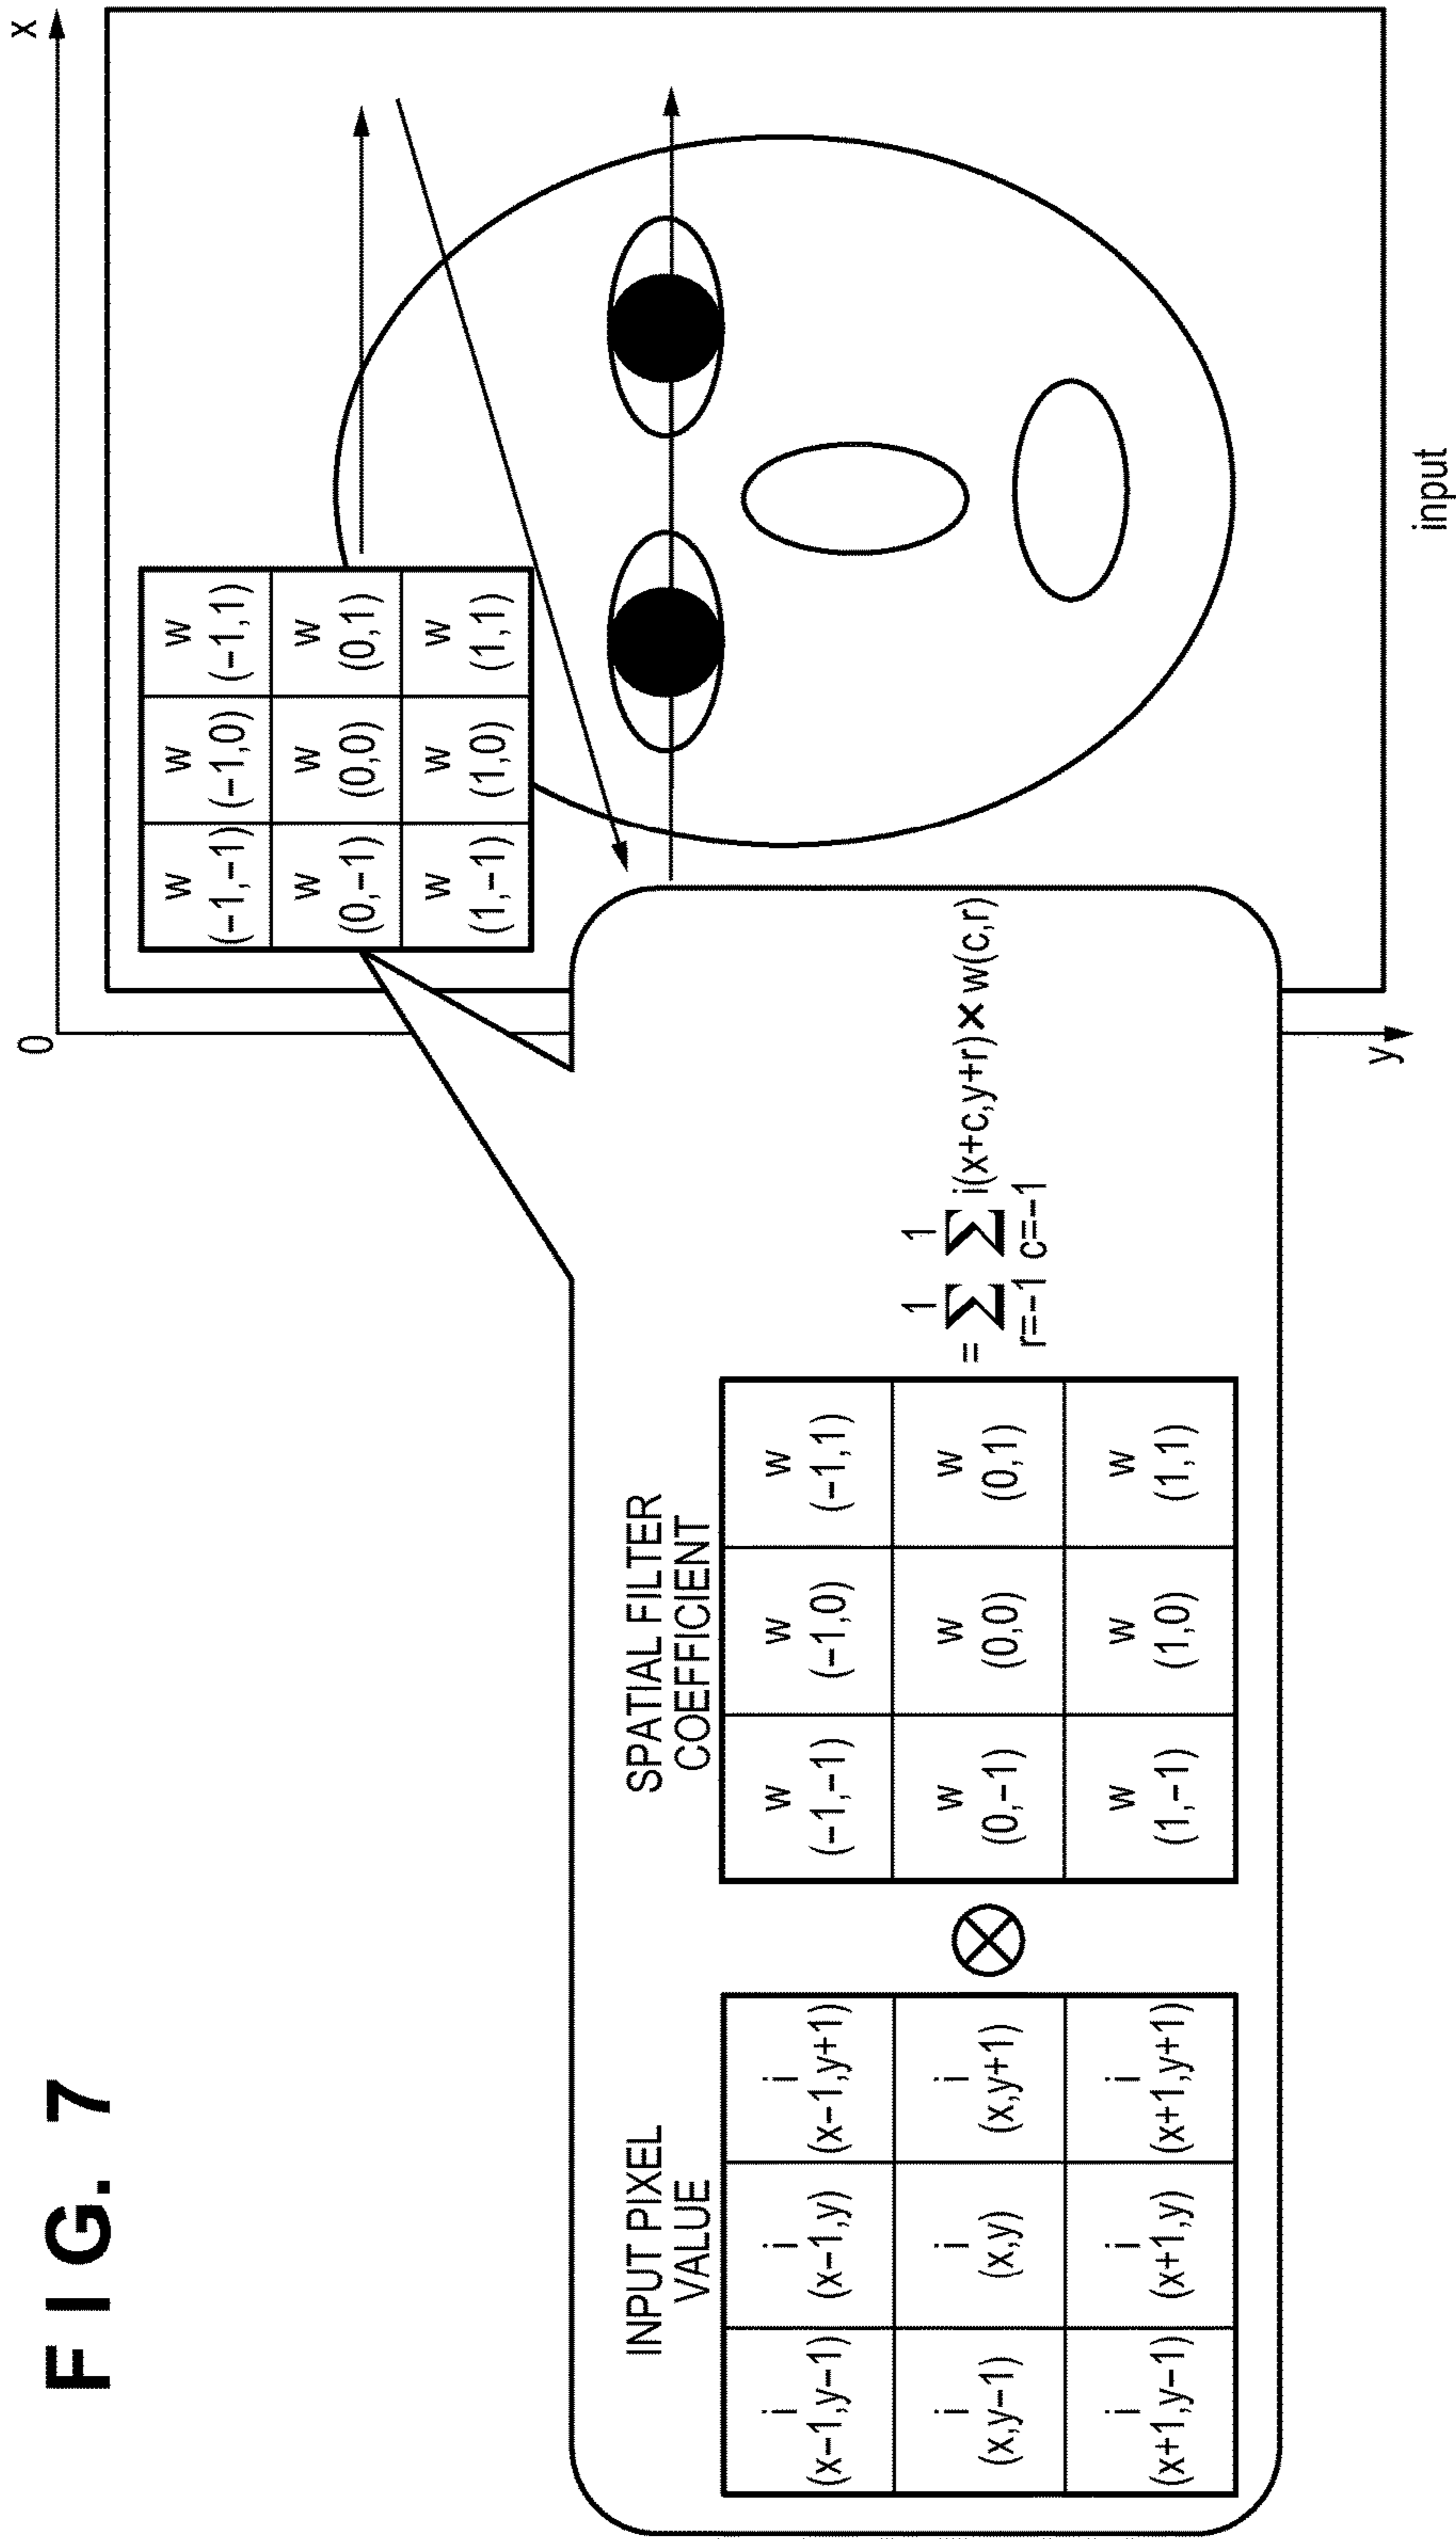 FIG. 7
0
x
w w w
(−1,−1) (−1,0) (−1,1)
w w w
(0,−1) (0,0) (0,1)
w w w
(1,−1) (1,0) (1,1)
INPUT PIXEL
VALUE
i i i
(x−1,y−1) (x−1,y) (x−1,y+1)
i i i
(x,y−1) (x,y) (x,y+1)
i i i
(x+1,y−1) (x+1,y) (x+1,y+1)
⊗
SPATIAL FILTER
COEFFICIENT
w w w
(−1,−1) (−1,0) (−1,1)
w w w
(0,−1) (0,0) (0,1)
w w w
(1,−1) (1,0) (1,1)
1 1
= ∑ ∑ i(x+c,y+r)×w(c,r)
r=−1 c=−1
y
input